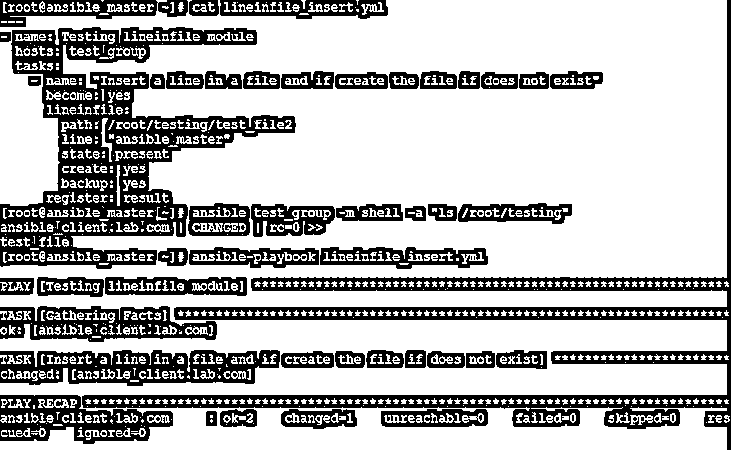 [root@ansible_master ~]# cat lineinfile_insert.yml
---
- name: Testing lineinfile module
  hosts: test_group
  tasks:
    - name: "Insert a line in a file and if create the file if does not exist"
      become: yes
      lineinfile:
        path: /root/testing/test_file2
        line: "ansible_master"
        state: present
        create: yes
        backup: yes
      register: result
[root@ansible_master ~]# ansible test_group -m shell -a "ls /root/testing"
ansible_client.lab.com | CHANGED | rc=0 >>
test_file
[root@ansible_master ~]# ansible-playbook lineinfile_insert.yml
PLAY [Testing lineinfile module] ****************************************************************
TASK [Gathering Facts] **************************************************************************
ok: [ansible_client.lab.com]
TASK [Insert a line in a file and if create the file if does not exist] ************************
changed: [ansible_client.lab.com]
PLAY RECAP **************************************************************************************
ansible_client.lab.com     : ok=2    changed=1    unreachable=0    failed=0    skipped=0    res
cued=0    ignored=0